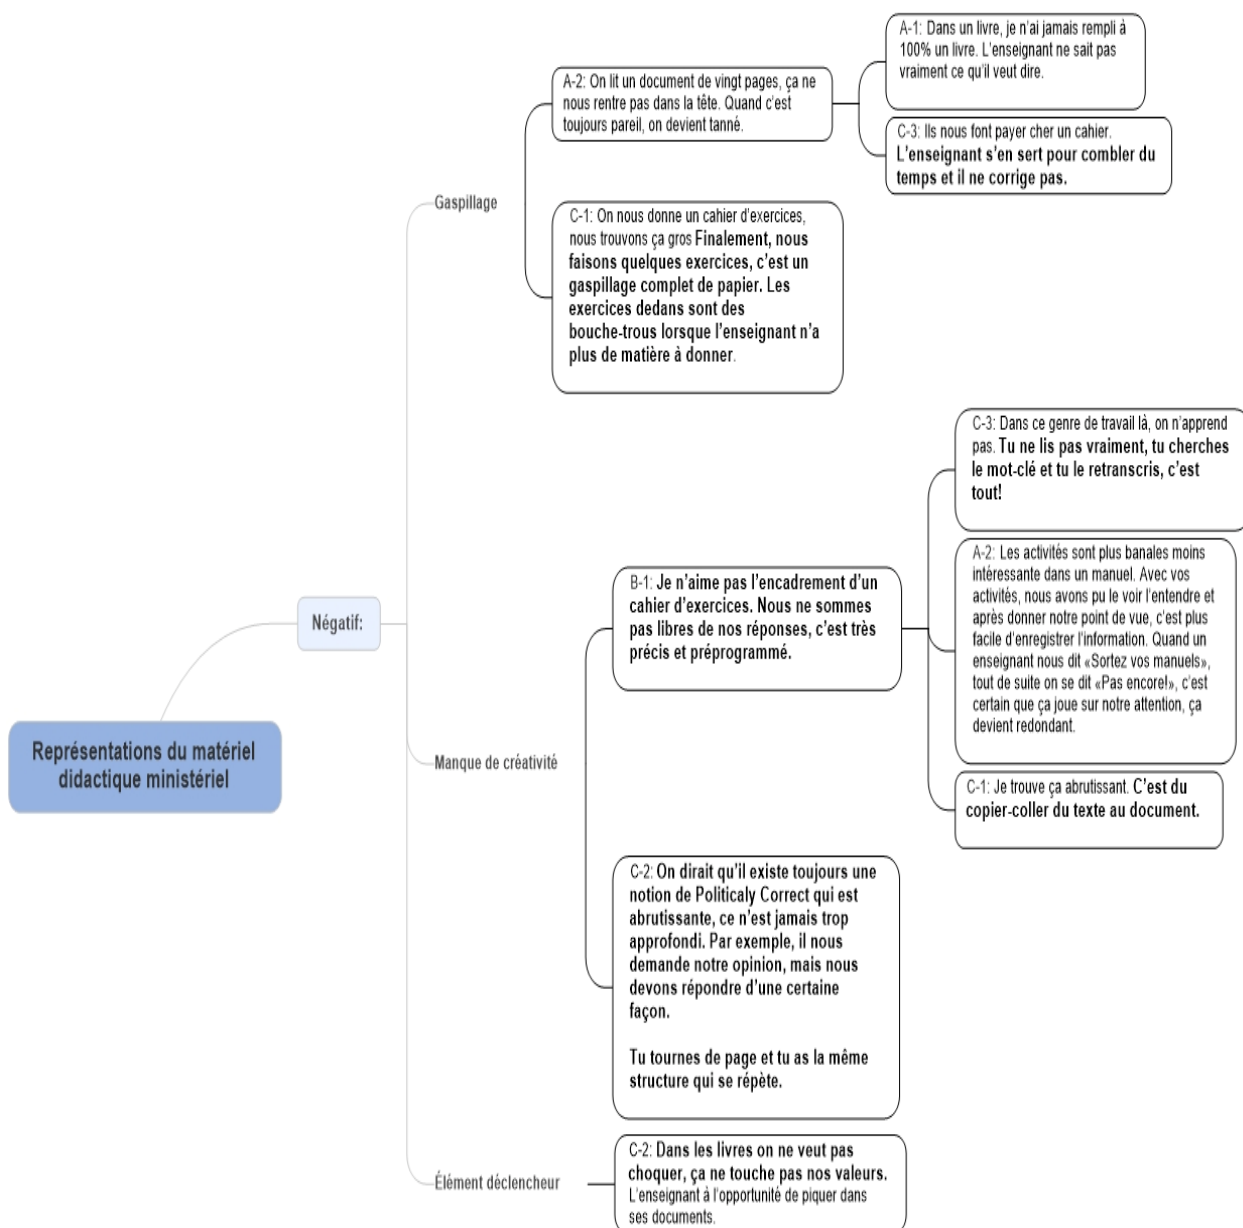 A-1: Dans un livre, je n'ai jamais rempli à
100% un livre. L'enseignant ne sait pas
vraiment ce qu'il veut dire.
A-2: On lit un document de vingt pages, ça ne
nous rentre pas dans la tête. Quand c'est
toujours pareil, on devient tanné.
C-3: Ils nous font payer cher un cahier.
L'enseignant s'en sert pour combler du
temps et il ne corrige pas.
Gaspillage
C-1: On nous donne un cahier d'exercices,
nous trouvons ça gros Finalement, nous
faisons quelques exercices, c'est un
gaspillage complet de papier. Les
exercices dedans sont des
bouche-trous lorsque l'enseignant n'a
plus de matière à donner.
C-3: Dans ce genre de travail là, on n'apprend
pas. Tu ne lis pas vraiment, tu cherches
le mot-clé et tu le retranscris, c'est
tout!
B-1: Je n'aime pas l'encadrement d'un
cahier d'exercices. Nous ne sommes
pas libres de nos réponses, c'est très
précis et préprogrammé.
A-2: Les activités sont plus banales moins
intéressante dans un manuel. Avec vos
activités, nous avons pu le voir l'entendre et
après donner notre point de vue, c'est plus
facile d'enregistrer l'information. Quand un
enseignant nous dit «Sortez vos manuels»,
tout de suite on se dit «Pas encore!», c'est
certain que ça joue sur notre attention, ça
devient redondant.
Négatif:
Représentations du matériel
didactique ministériel
Manque de créativité
C-1: Je trouve ça abrutissant. C'est du
copier-coller du texte au document.
C-2: On dirait qu'il existe toujours une
notion de Politicaly Correct qui est
abrutissante, ce n'est jamais trop
approfondi. Par exemple, il nous
demande notre opinion, mais nous
devons répondre d'une certaine
façon.
Tu tournes de page et tu as la même
structure qui se répète.
Élément déclencheur
C-2: Dans les livres on ne veut pas
choquer, ça ne touche pas nos valeurs.
L'enseignant à l'opportunité de piquer dans
ses documents.